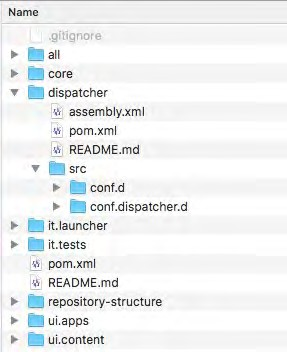 Name
.gitignore
all
core
dispatcher
assembly.xml
pom.xml
README.md
src
conf.d
conf.dispatcher.d
it.launcher
it.tests
pom.xml
README.md
repository-structure
ui.apps
ui.content